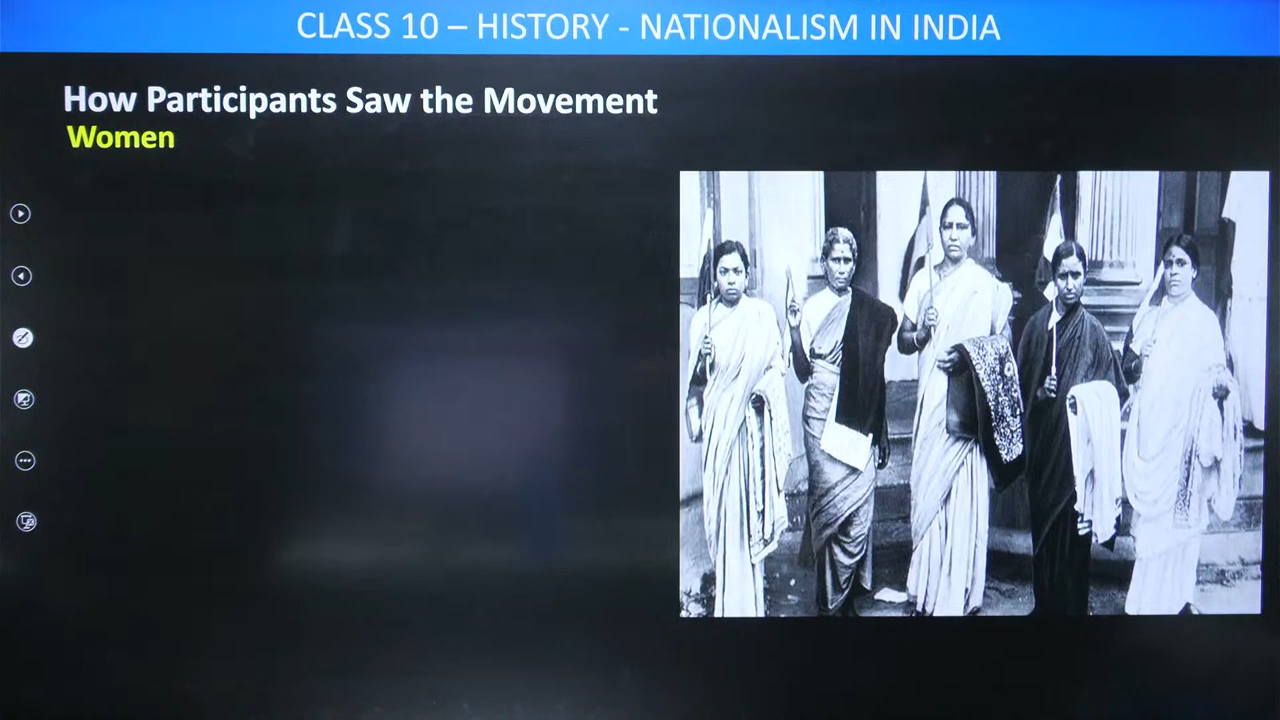 CLASS 10 – HISTORY - NATIONALISM IN INDIA
How Participants Saw the Movement
Women